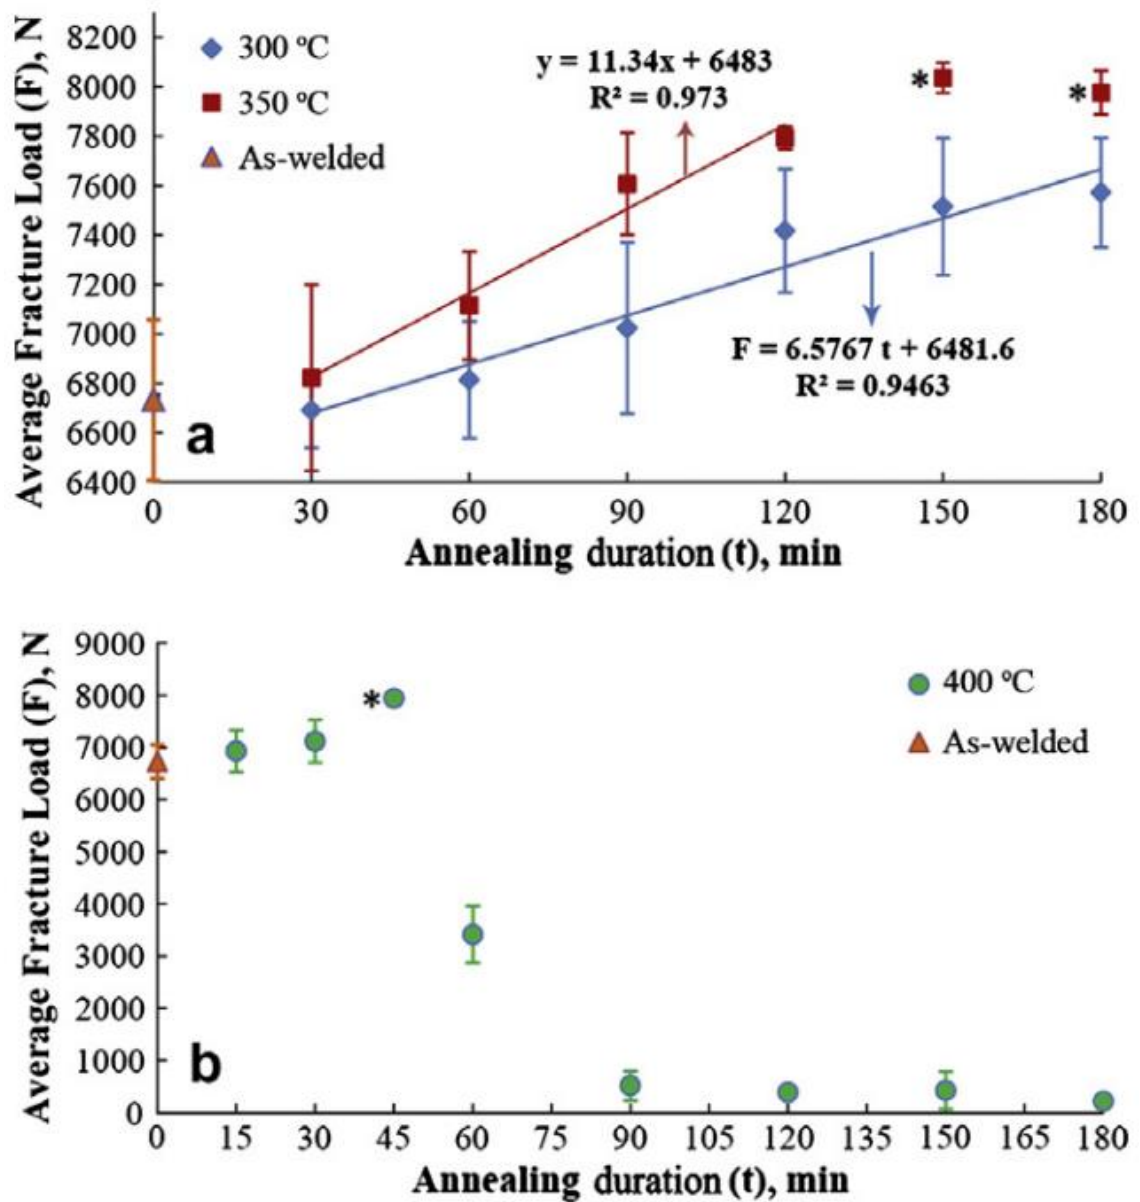 Average Fracture Load (F), N
8200
8000
7800
7600
7400
7200
7000
6800
6600
6400
300 ºC
350 ºC
As-welded
y = 11.34x + 6483
R² = 0.973
*
*
F = 6.5767 t + 6481.6
R² = 0.9463
a
0 30 60 90 120 150 180
Annealing duration (t), min
Average Fracture Load (F), N
9000
8000
7000
6000
5000
4000
3000
2000
1000
0
*
400 ºC
As-welded
b
0 15 30 45 60 75 90 105 120 135 150 165 180
Annealing duration (t), min